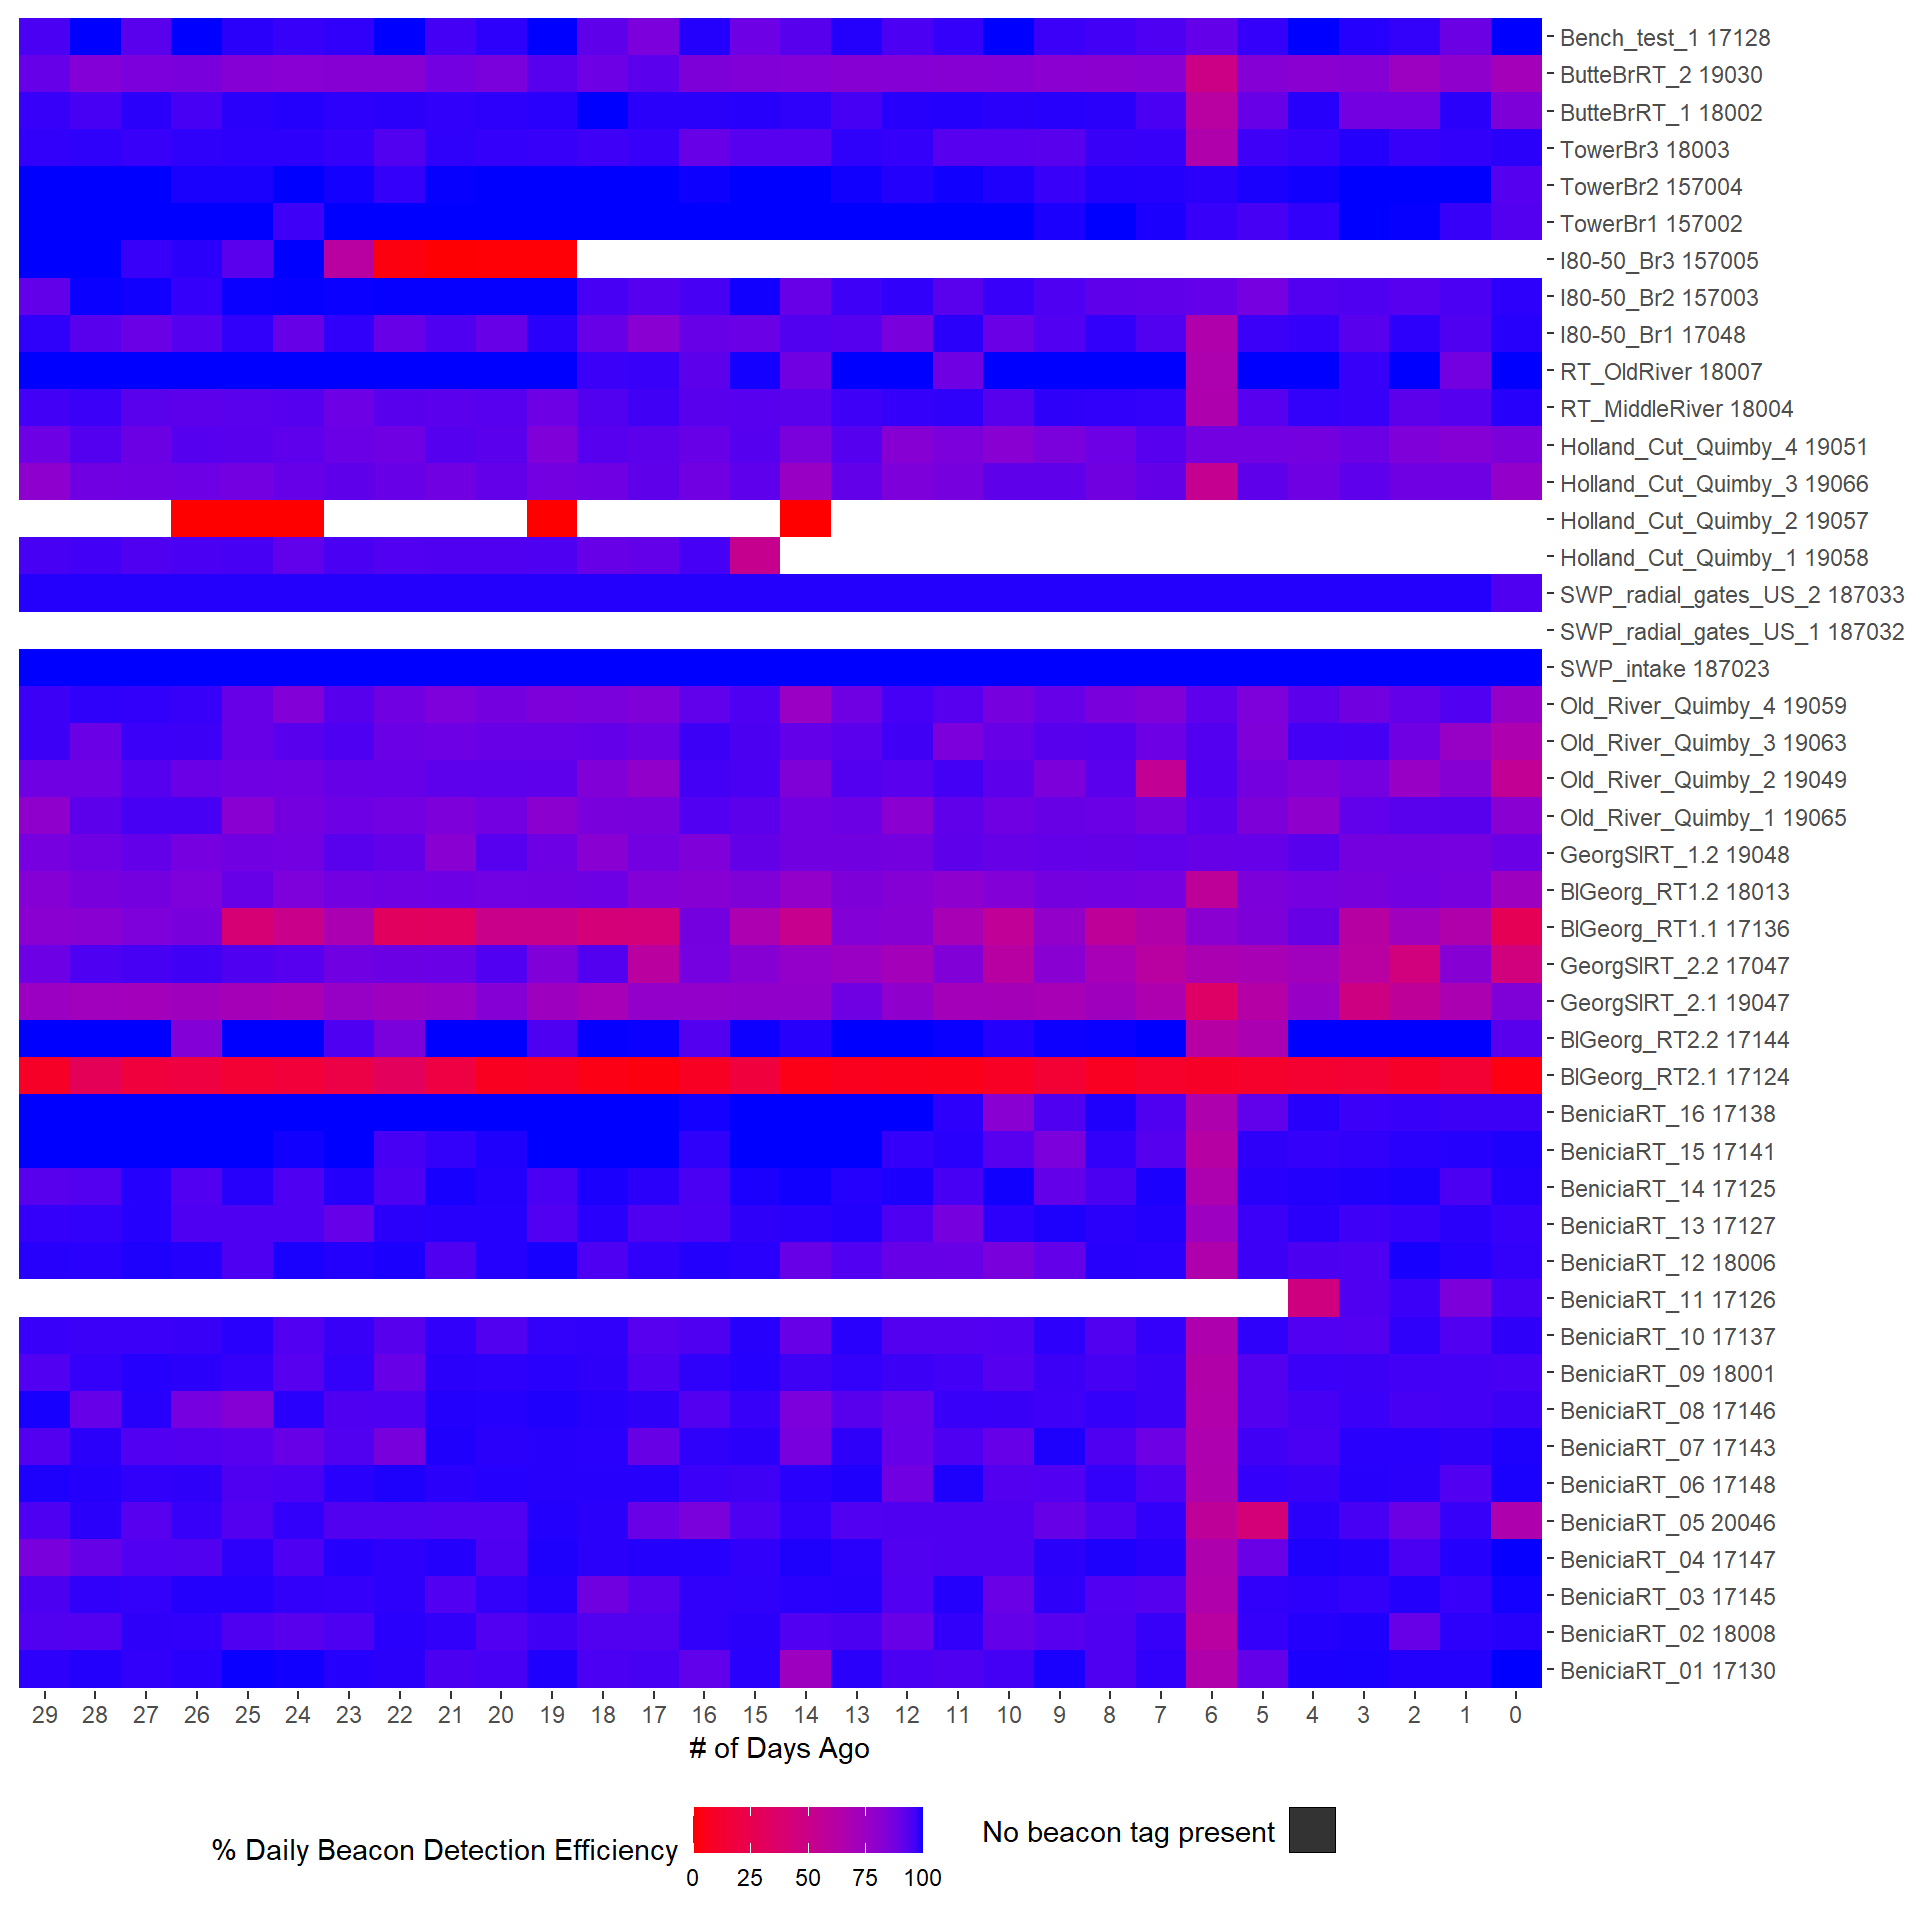 Bench_test_1 17128
ButteBrRT_2 19030
ButteBrRT_1 18002
TowerBr3 18003
TowerBr2 157004
TowerBr1 157002
I80-50_Br3 157005
I80-50_Br2 157003
I80-50_Br1 17048
RT_OldRiver 18007
RT_MiddleRiver 18004
Holland_Cut_Quimby_4 19051
Holland_Cut_Quimby_3 19066
Holland_Cut_Quimby_2 19057
Holland_Cut_Quimby_1 19058
SWP_radial_gates_US_2 187033
SWP_radial_gates_US_1 187032
SWP_intake 187023
Old_River_Quimby_4 19059
Old_River_Quimby_3 19063
Old_River_Quimby_2 19049
Old_River_Quimby_1 19065
GeorgSlRT_1.2 19048
BlGeorg_RT1.2 18013
BlGeorg_RT1.1 17136
GeorgSlRT_2.2 17047
GeorgSlRT_2.1 19047
BlGeorg_RT2.2 17144
BlGeorg_RT2.1 17124
BeniciaRT_16 17138
BeniciaRT_15 17141
BeniciaRT_14 17125
BeniciaRT_13 17127
BeniciaRT_12 18006
BeniciaRT_11 17126
BeniciaRT_10 17137
BeniciaRT_09 18001
BeniciaRT_08 17146
BeniciaRT_07 17143
BeniciaRT_06 17148
BeniciaRT_05 20046
BeniciaRT_04 17147
BeniciaRT_03 17145
BeniciaRT_02 18008
BeniciaRT_01 17130
29 28 27 26 25 24 23 22 21 20 19 18 17 16 15 14 13 12 11 10 9 8 7 6 5 4 3 2 1 0
# of Days Ago
% Daily Beacon Detection Efficiency
0 25 50 75 100
No beacon tag present